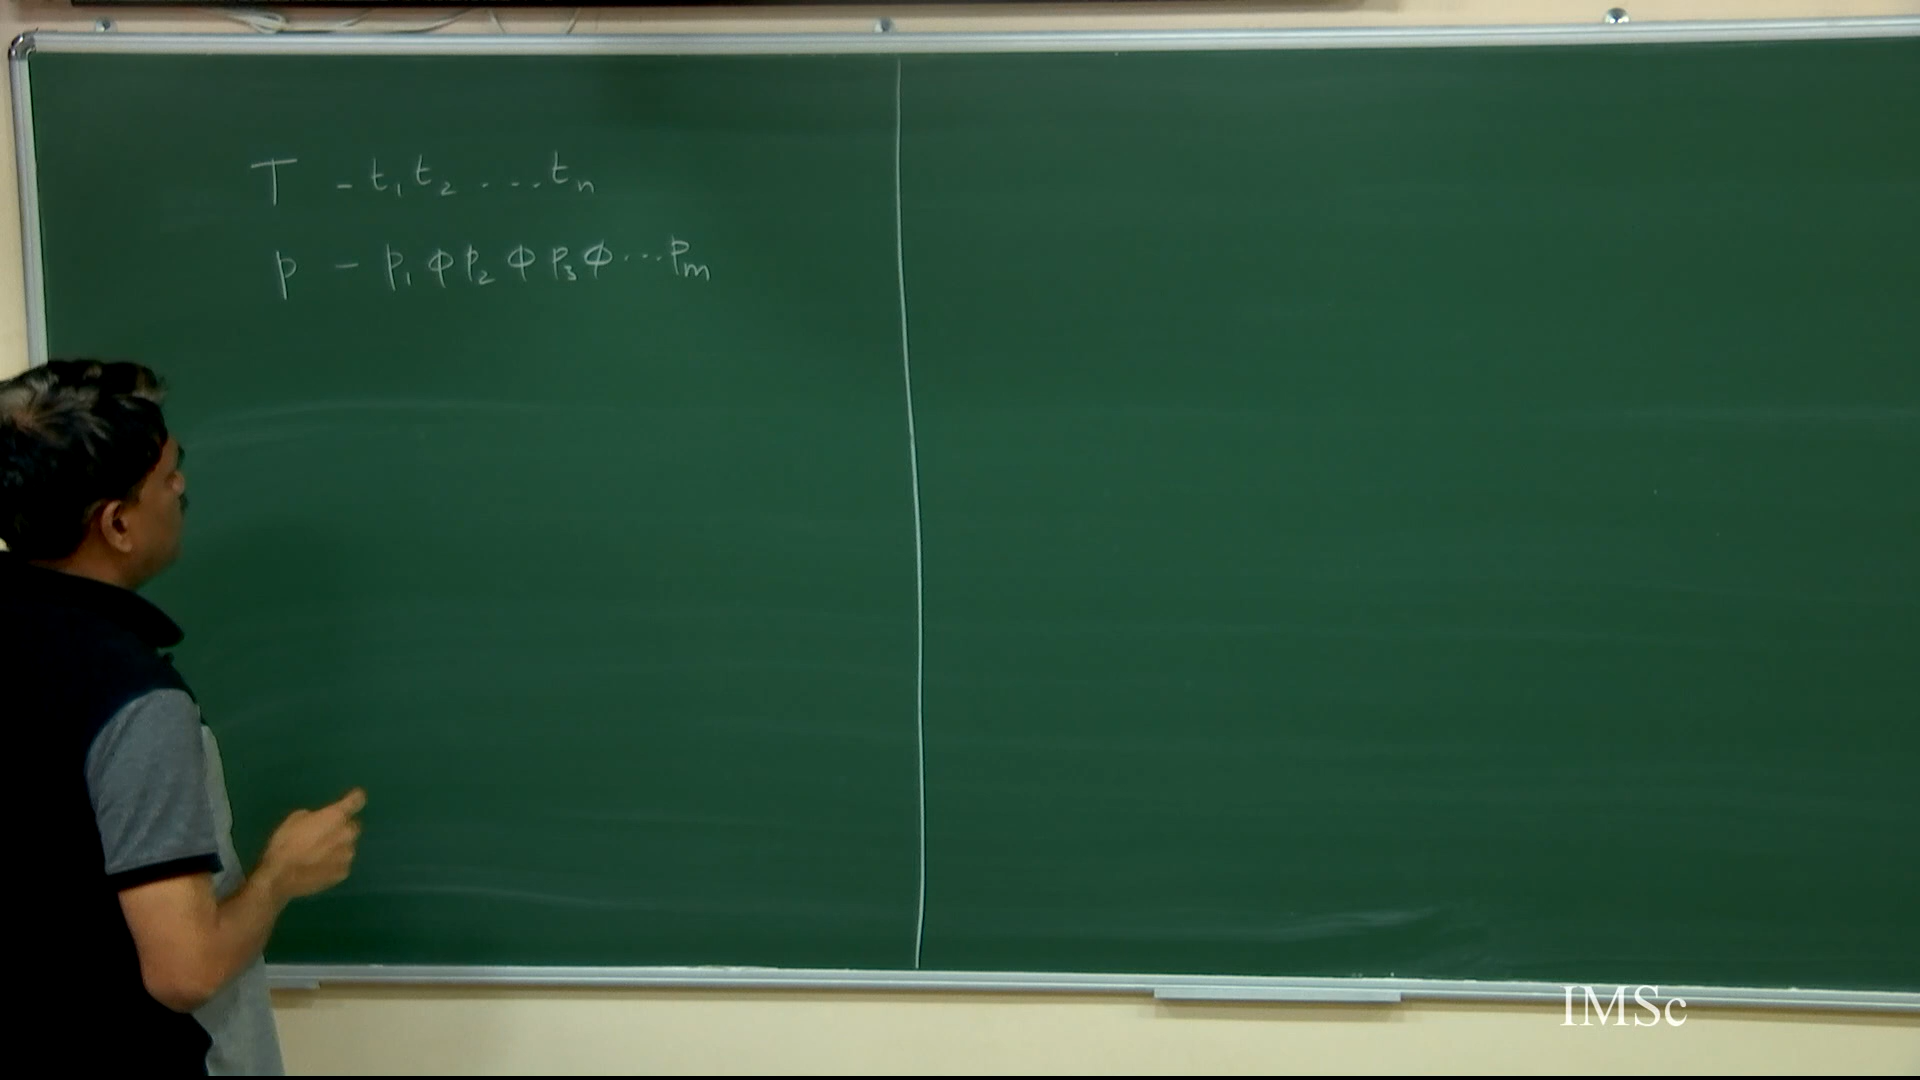 T - t₁ t₂ ... tₙ
p - p₁ φ p₂ φ p₃ φ ... pₘ
IMSc